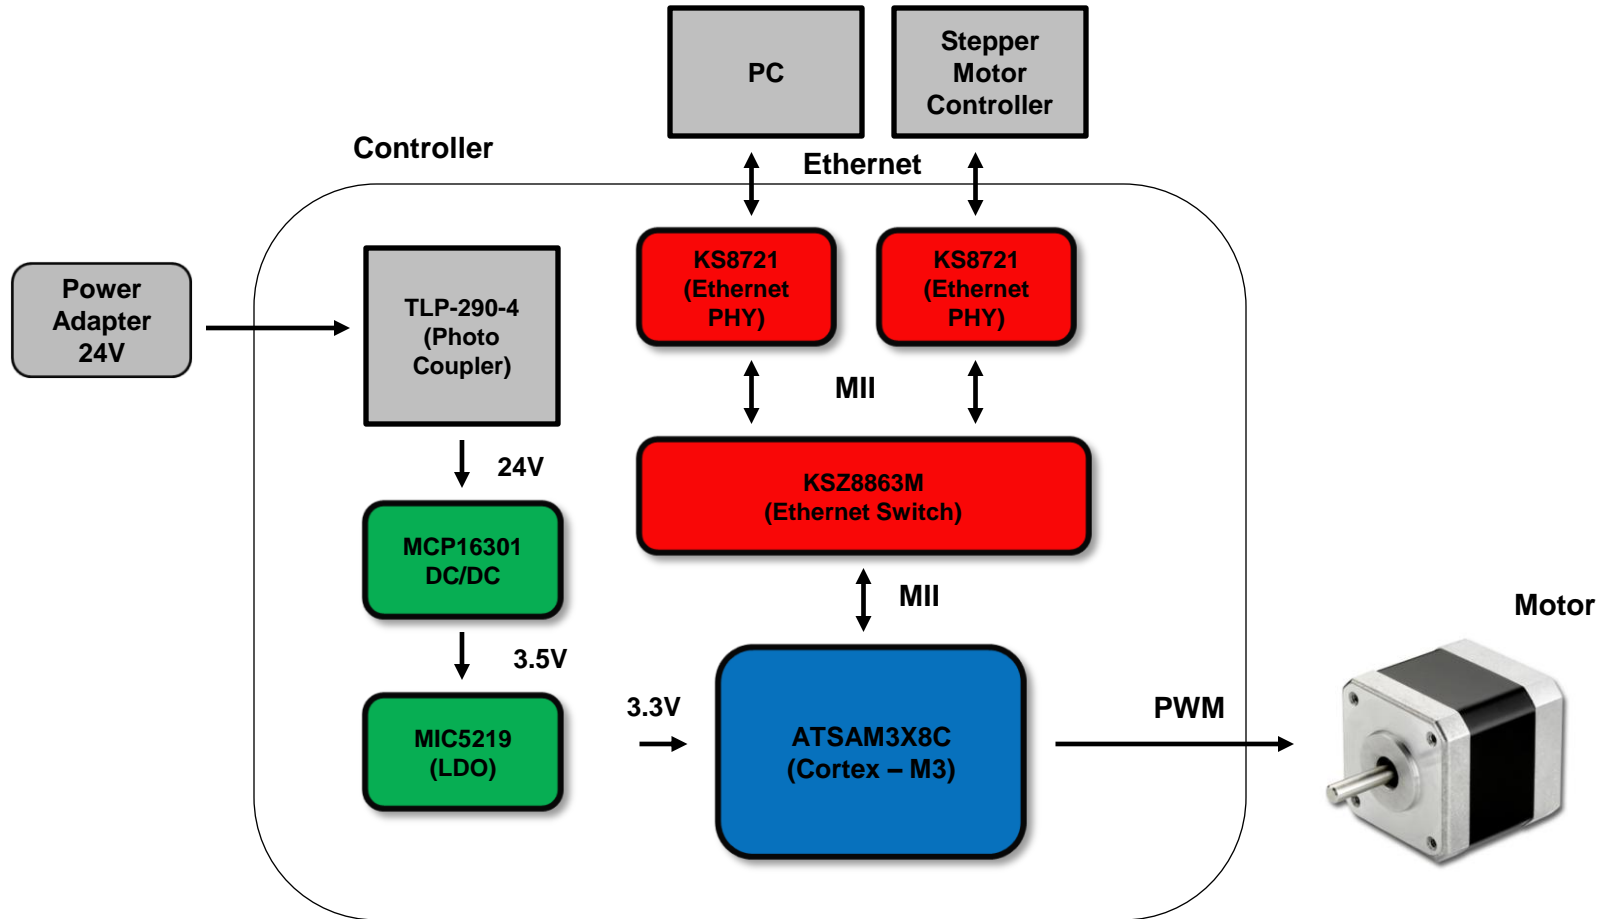 PC
Stepper
Motor
Controller
Controller
Ethernet
Power
Adapter
24V
TLP-290-4
(Photo
Coupler)
KS8721
(Ethernet
PHY)
KS8721
(Ethernet
PHY)
MII
24V
KSZ8863M
(Ethernet Switch)
MCP16301
DC/DC
MII
Motor
3.5V
3.3V
PWM
MIC5219
(LDO)
ATSAM3X8C
(Cortex – M3)